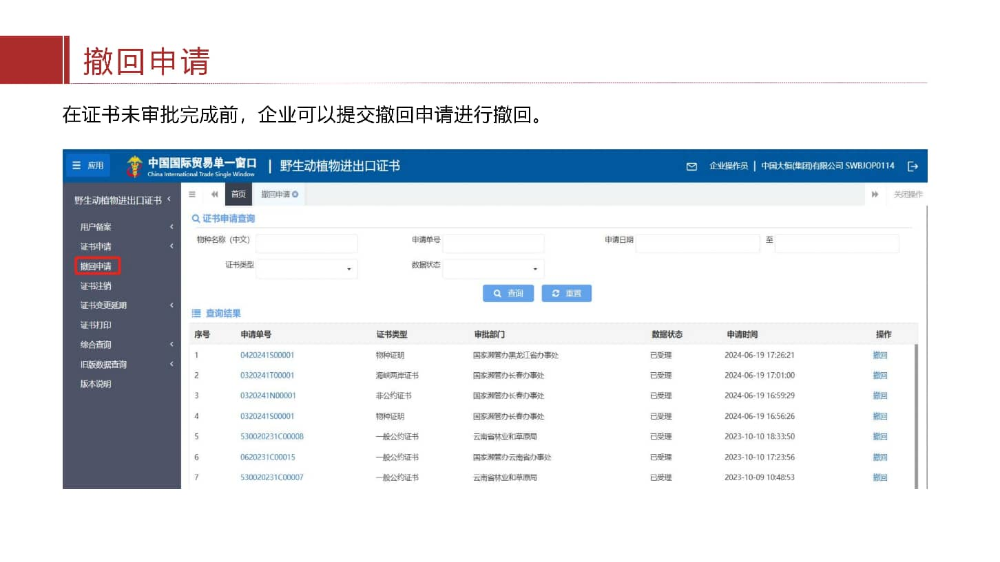 撤回申请
在证书未审批完成前，企业可以提交撤回申请进行撤回。
应用 中国国际贸易单一窗口 | 野生动植物进出口证书 企业操作员 | 中国大恒(集团)有限公司 SWBJOP0114
China International Trade Single Window
野生动植物进出口证书
用户备案
证书申请
撤回申请
证书注销
证书变更延期
证书打印
综合查询
旧版数据查询
版本说明
首页 撤回申请 关闭操作
证书申请查询
物种名称（中文） 申请单号 申请日期 至
证书类型 数据状态
查询 重置
查询结果
序号 申请单号 证书类型 审批部门 数据状态 申请时间 操作
1 0420241S00001 物种证明 国家濒管办黑龙江省办事处 已受理 2024-06-19 17:26:21 撤回
2 0320241T00001 海峡两岸证书 国家濒管办长春办事处 已受理 2024-06-19 17:01:00 撤回
3 0320241N00001 非公约证书 国家濒管办长春办事处 已受理 2024-06-19 16:59:29 撤回
4 0320241S00001 物种证明 国家濒管办长春办事处 已受理 2024-06-19 16:56:26 撤回
5 530020231C00008 一般公约证书 云南省林业和草原局 已受理 2023-10-10 18:33:50 撤回
6 0620231C00015 一般公约证书 国家濒管办云南省办事处 已受理 2023-10-10 17:23:56 撤回
7 530020231C00007 一般公约证书 云南省林业和草原局 已受理 2023-10-09 10:48:53 撤回